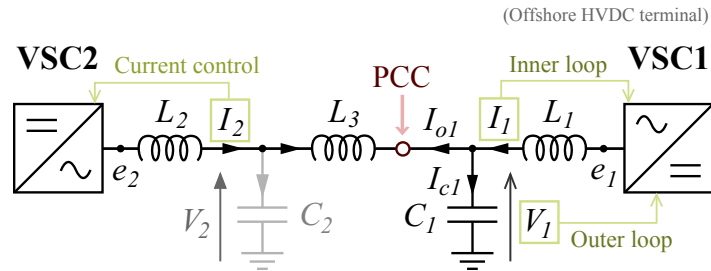 (Offshore HVDC terminal)
VSC2 VSC1
Current control PCC Inner loop
L2 I2 L3 Io1 I1 L1
e2 Ic1 e1
V2 C2 C1 V1
Outer loop